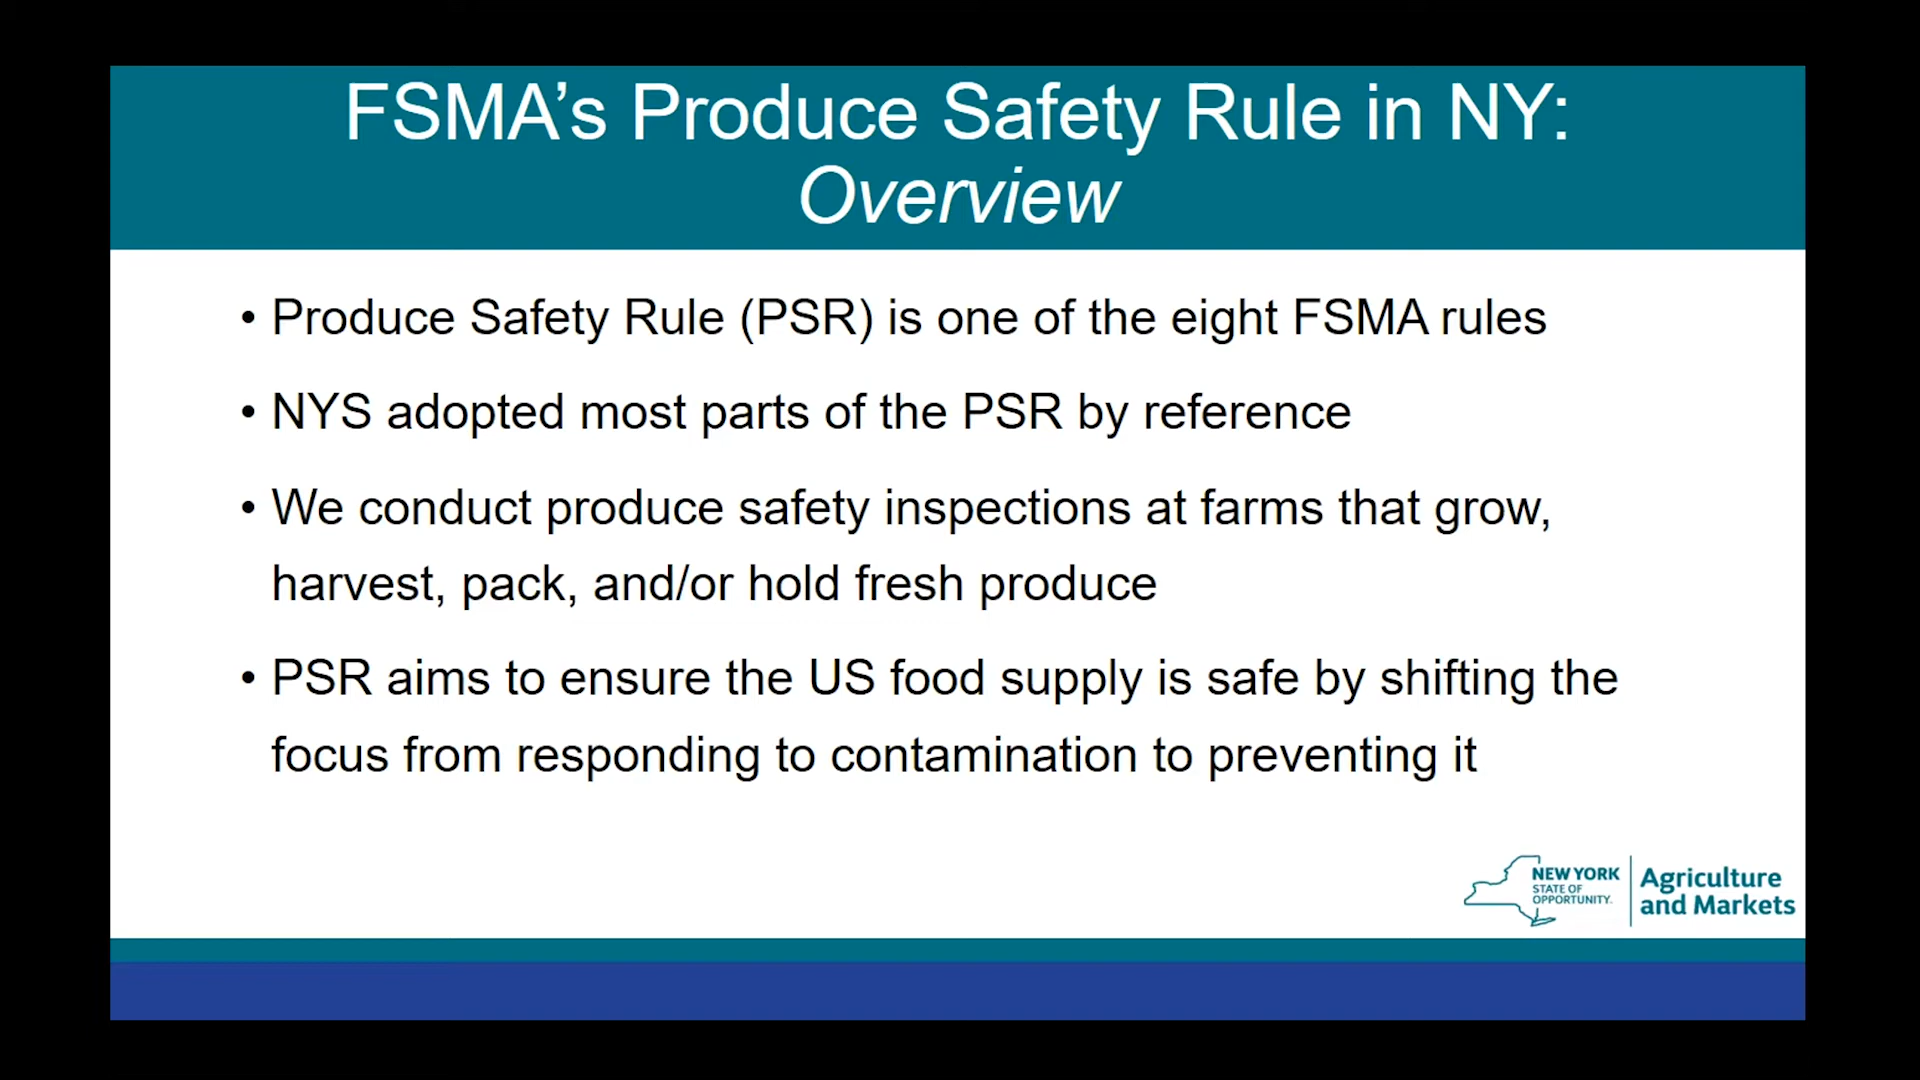 FSMA’s Produce Safety Rule in NY:
Overview
• Produce Safety Rule (PSR) is one of the eight FSMA rules
• NYS adopted most parts of the PSR by reference
• We conduct produce safety inspections at farms that grow,
harvest, pack, and/or hold fresh produce
• PSR aims to ensure the US food supply is safe by shifting the
focus from responding to contamination to preventing it
NEW YORK
STATE OF
OPPORTUNITY.
Agriculture
and Markets